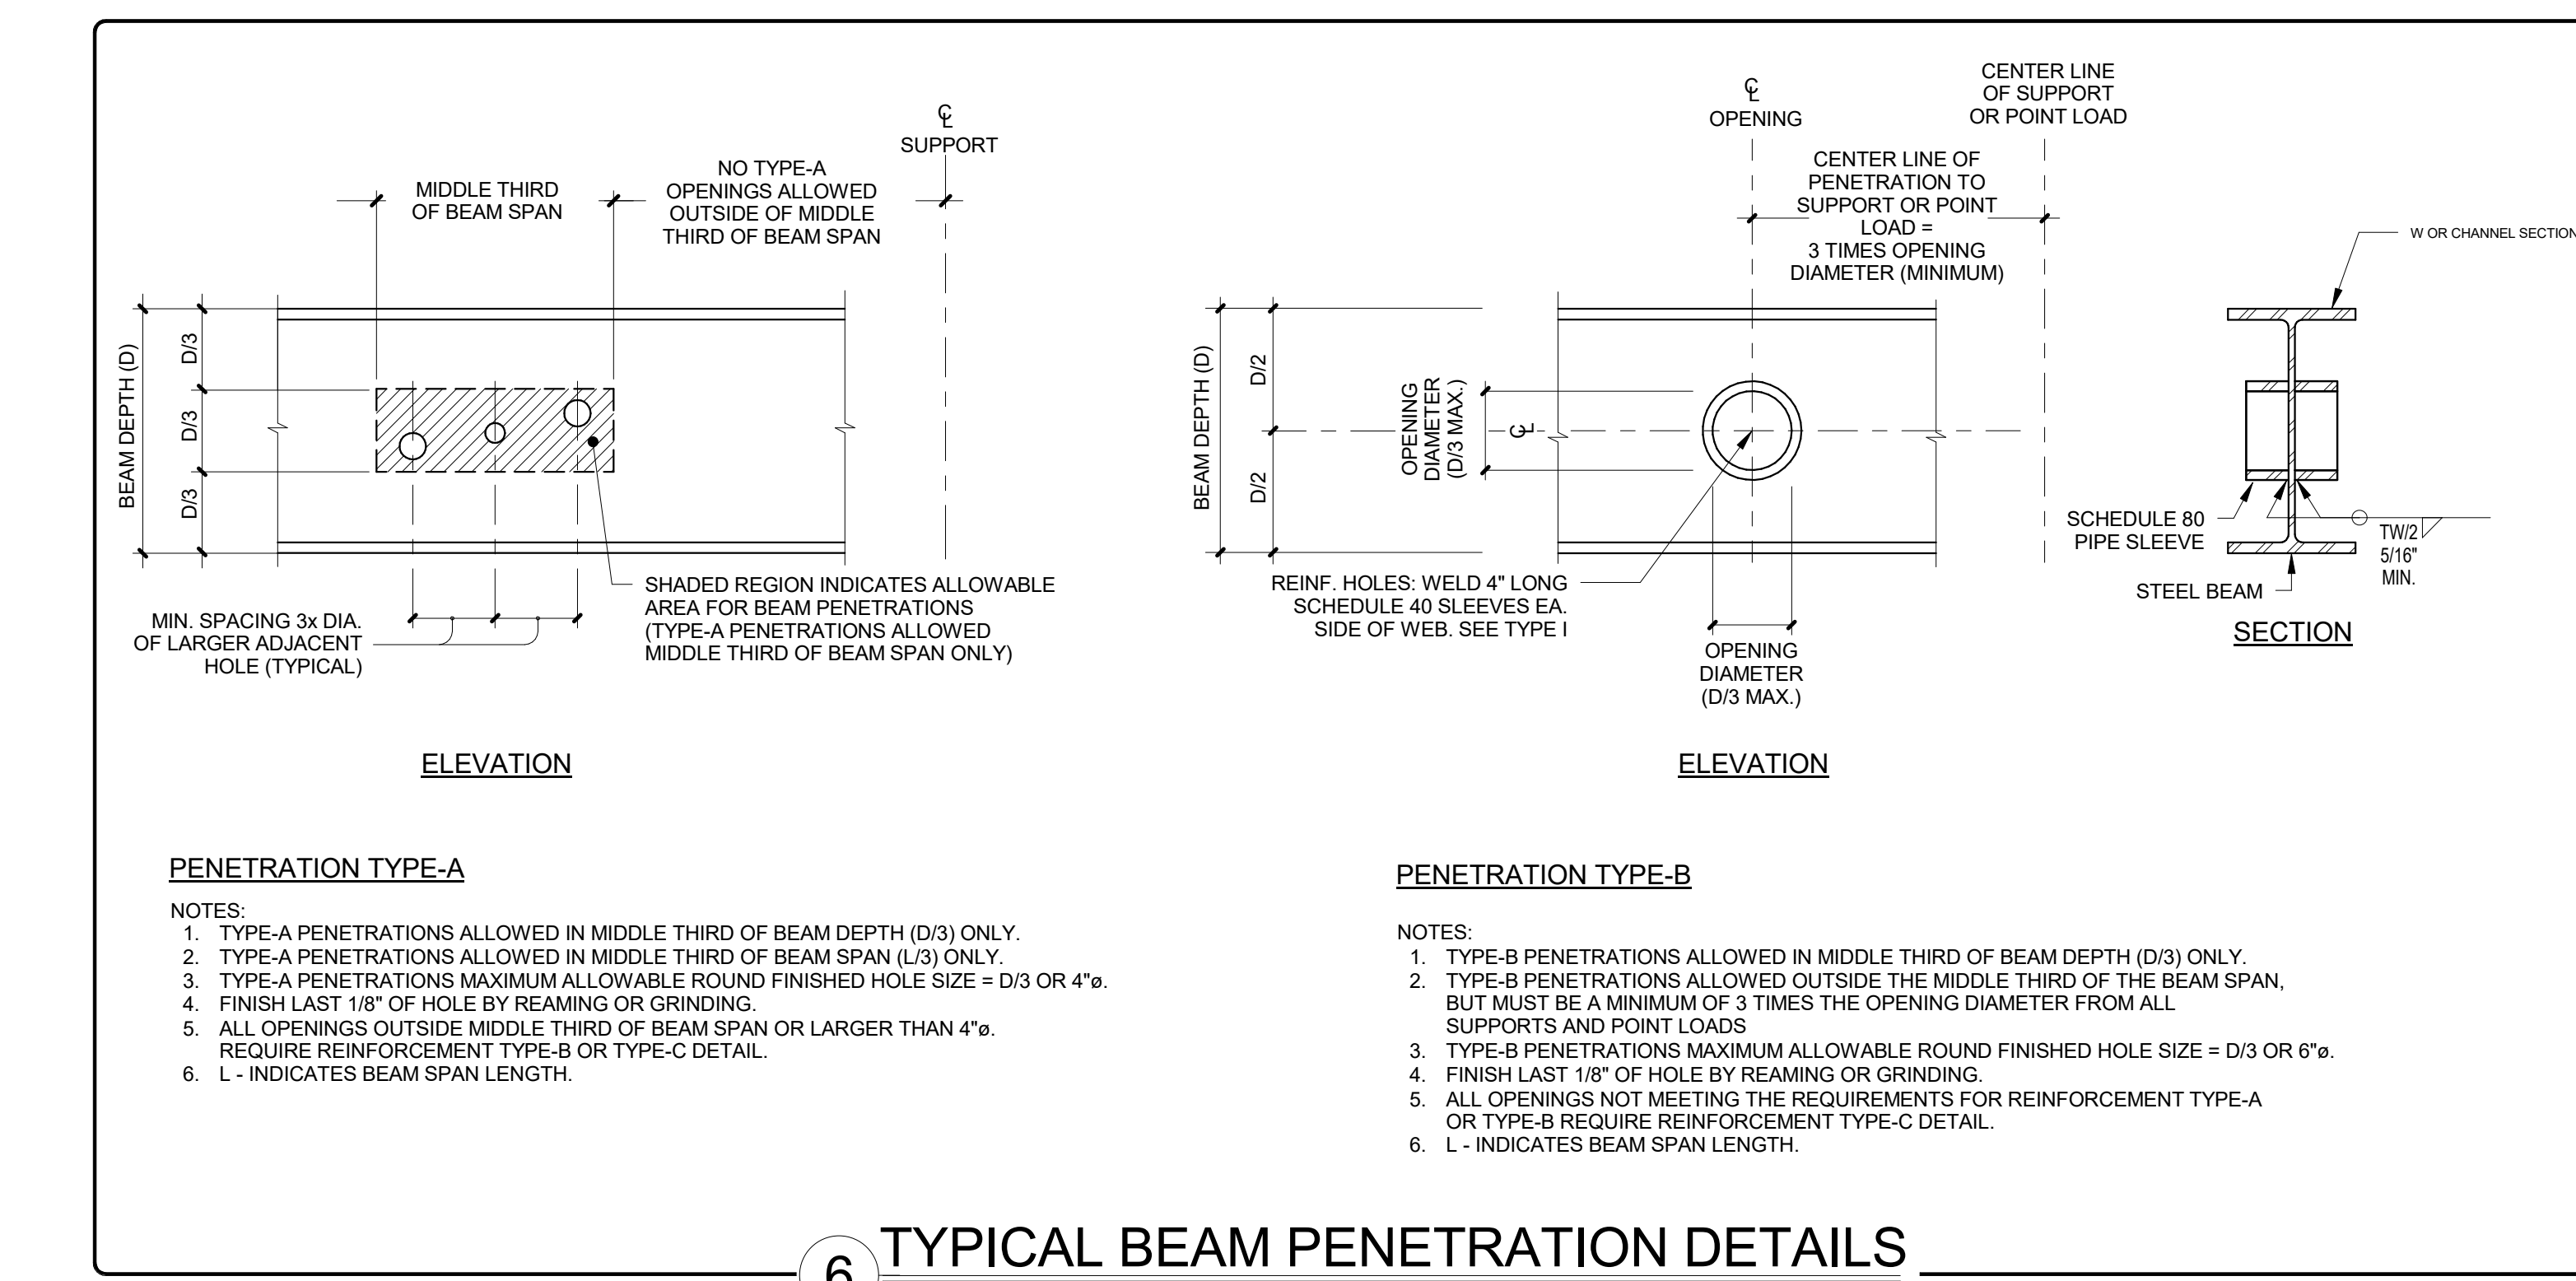 ℄
SUPPORT
MIDDLE THIRD
OF BEAM SPAN
NO TYPE-A
OPENINGS ALLOWED
OUTSIDE OF MIDDLE
THIRD OF BEAM SPAN
BEAM DEPTH (D)
D/3
D/3
D/3
MIN. SPACING 3x DIA.
OF LARGER ADJACENT
HOLE (TYPICAL)
SHADED REGION INDICATES ALLOWABLE
AREA FOR BEAM PENETRATIONS
(TYPE-A PENETRATIONS ALLOWED
MIDDLE THIRD OF BEAM SPAN ONLY)
ELEVATION
PENETRATION TYPE-A
NOTES:
1. TYPE-A PENETRATIONS ALLOWED IN MIDDLE THIRD OF BEAM DEPTH (D/3) ONLY.
2. TYPE-A PENETRATIONS ALLOWED IN MIDDLE THIRD OF BEAM SPAN (L/3) ONLY.
3. TYPE-A PENETRATIONS MAXIMUM ALLOWABLE ROUND FINISHED HOLE SIZE = D/3 OR 4"ø.
4. FINISH LAST 1/8" OF HOLE BY REAMING OR GRINDING.
5. ALL OPENINGS OUTSIDE MIDDLE THIRD OF BEAM SPAN OR LARGER THAN 4"ø.
REQUIRE REINFORCEMENT TYPE-B OR TYPE-C DETAIL.
6. L - INDICATES BEAM SPAN LENGTH.
℄
OPENING
CENTER LINE
OF SUPPORT
OR POINT LOAD
CENTER LINE OF
PENETRATION TO
SUPPORT OR POINT
LOAD =
3 TIMES OPENING
DIAMETER (MINIMUM)
BEAM DEPTH (D)
D/2
D/2
OPENING
DIAMETER
(D/3 MAX.)
℄
REINF. HOLES: WELD 4" LONG
SCHEDULE 40 SLEEVES EA.
SIDE OF WEB. SEE TYPE I
OPENING
DIAMETER
(D/3 MAX.)
ELEVATION
W OR CHANNEL SECTION
SCHEDULE 80
PIPE SLEEVE
TW/2
5/16"
MIN.
STEEL BEAM
SECTION
PENETRATION TYPE-B
NOTES:
1. TYPE-B PENETRATIONS ALLOWED IN MIDDLE THIRD OF BEAM DEPTH (D/3) ONLY.
2. TYPE-B PENETRATIONS ALLOWED OUTSIDE THE MIDDLE THIRD OF THE BEAM SPAN,
BUT MUST BE A MINIMUM OF 3 TIMES THE OPENING DIAMETER FROM ALL
SUPPORTS AND POINT LOADS
3. TYPE-B PENETRATIONS MAXIMUM ALLOWABLE ROUND FINISHED HOLE SIZE = D/3 OR 6"ø.
4. FINISH LAST 1/8" OF HOLE BY REAMING OR GRINDING.
5. ALL OPENINGS NOT MEETING THE REQUIREMENTS FOR REINFORCEMENT TYPE-A
OR TYPE-B REQUIRE REINFORCEMENT TYPE-C DETAIL.
6. L - INDICATES BEAM SPAN LENGTH.
6 TYPICAL BEAM PENETRATION DETAILS